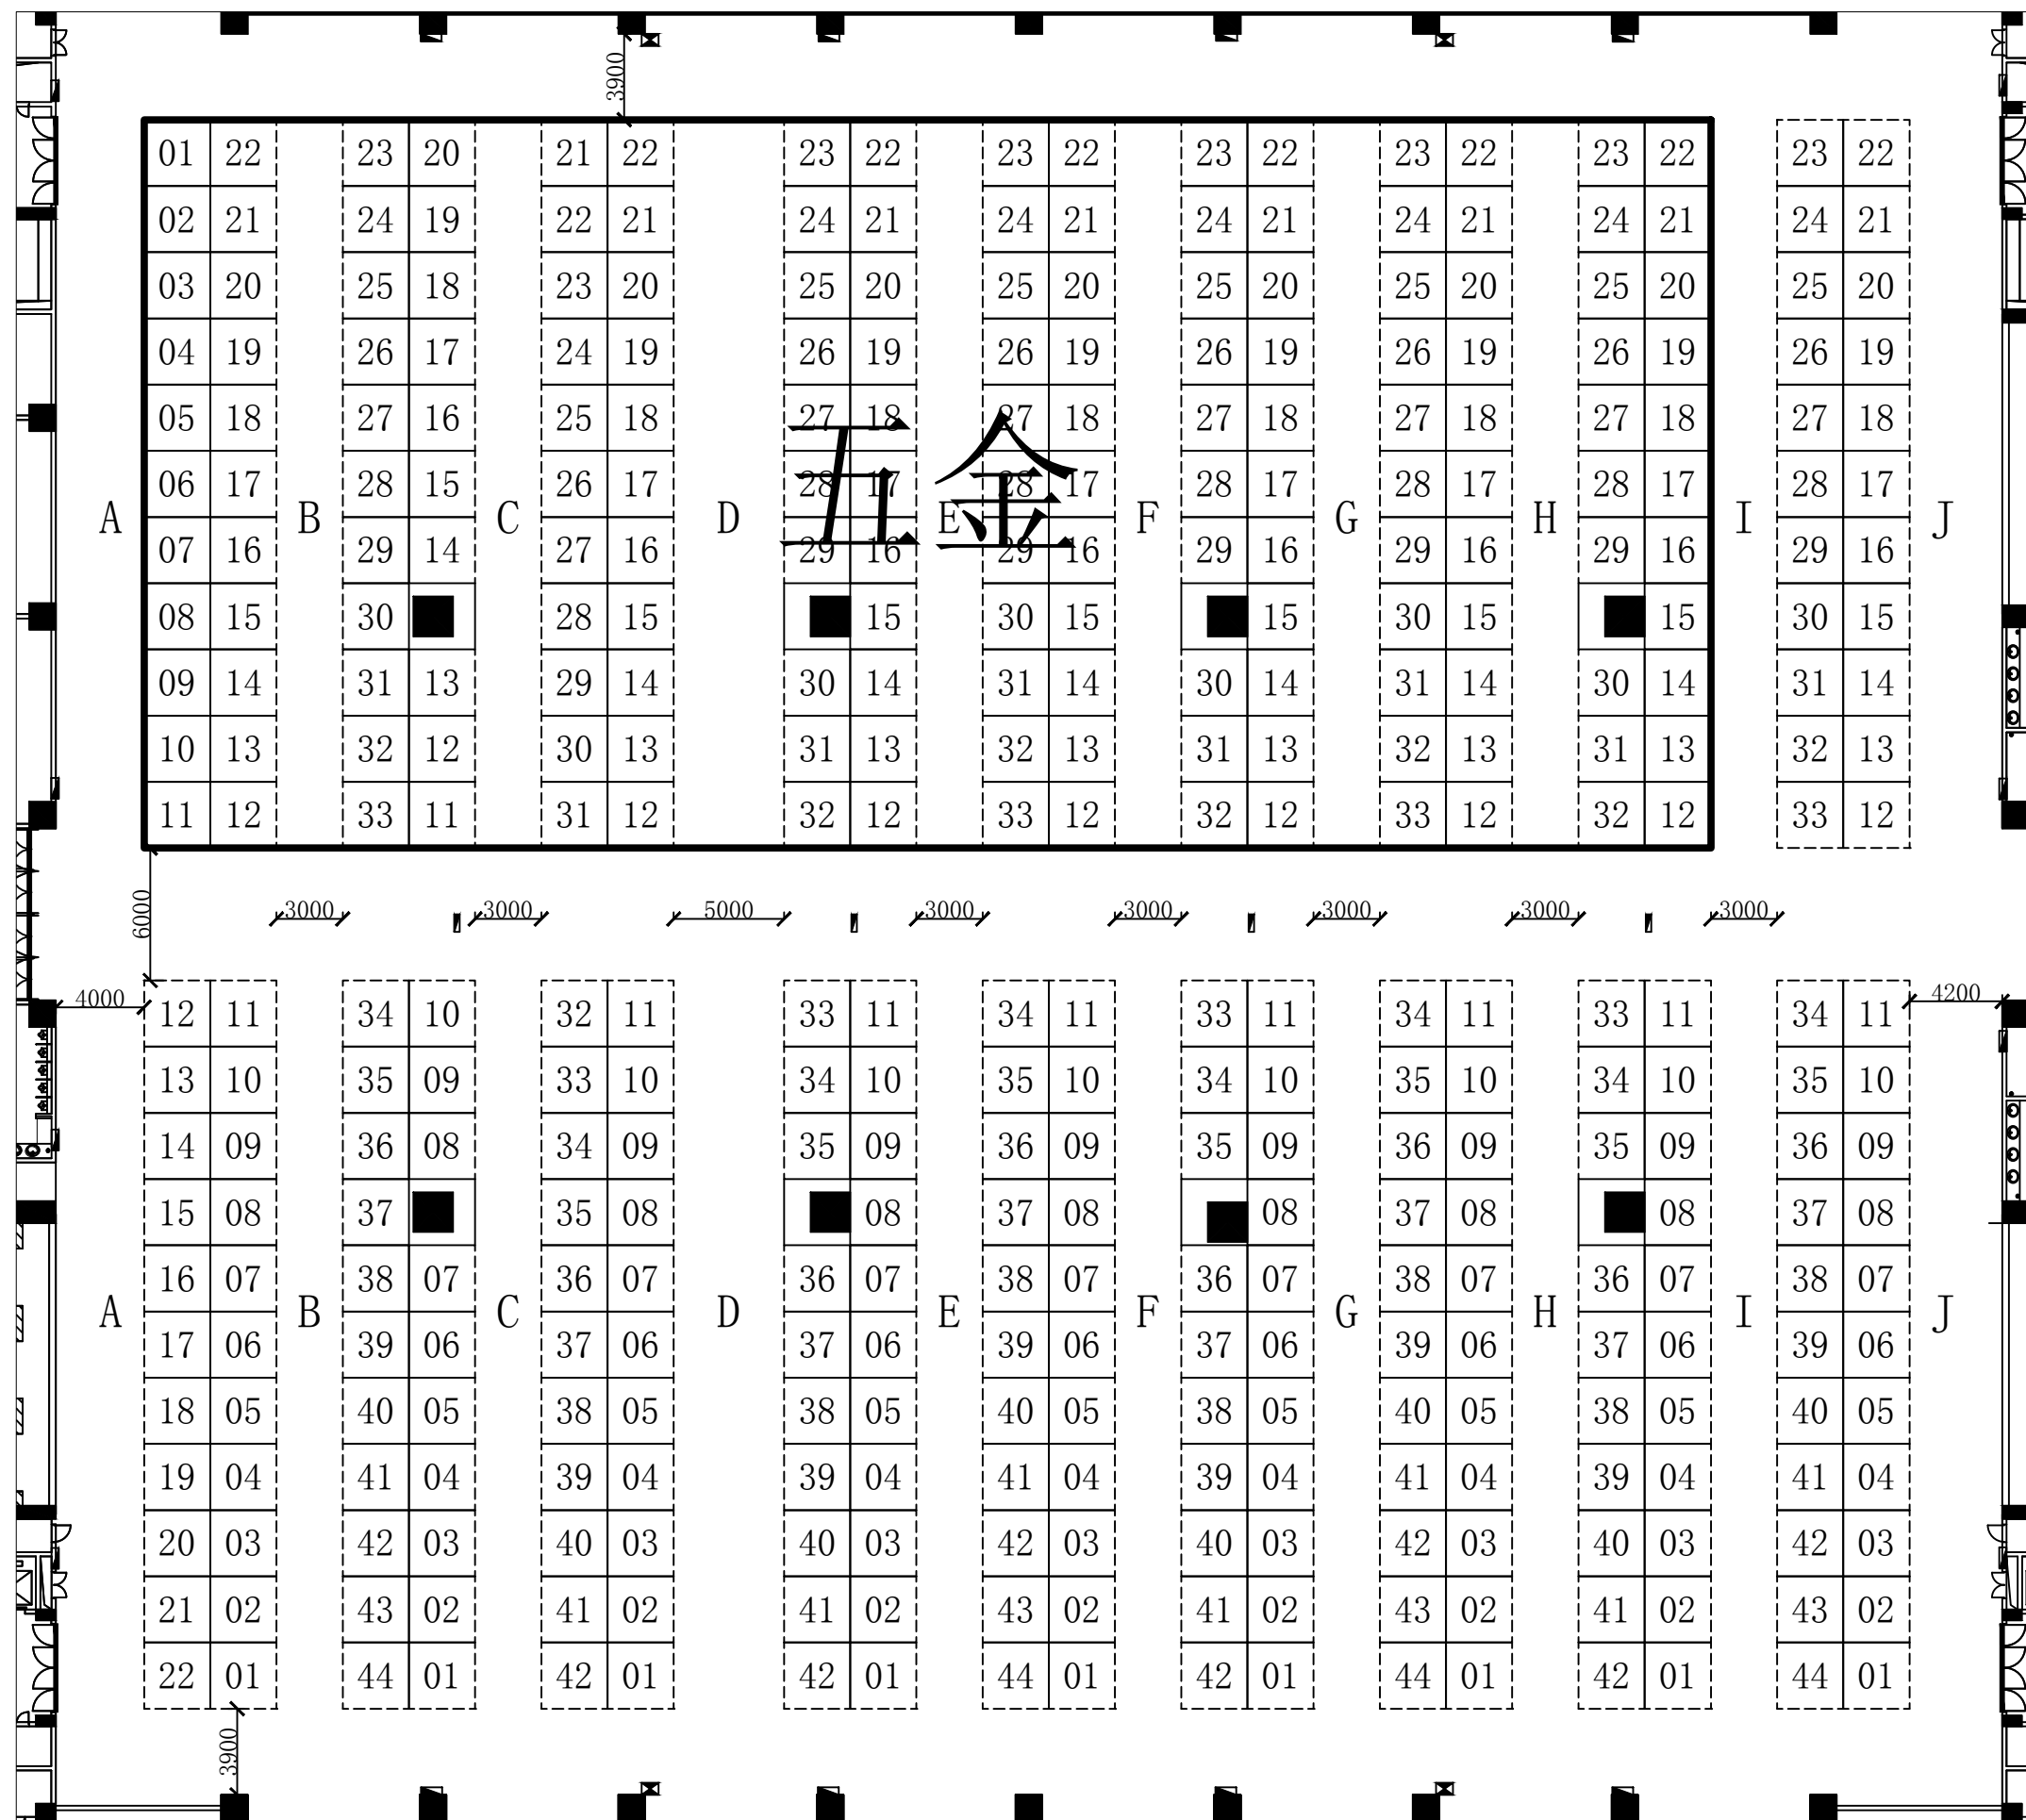 3900
01 22 23 20 21 22 23 22 23 22 23 22 23 22 23 22 23 22
02 21 24 19 22 21 24 21 24 21 24 21 24 21 24 21 24 21
03 20 25 18 23 20 25 20 25 20 25 20 25 20 25 20 25 20
04 19 26 17 24 19 26 19 26 19 26 19 26 19 26 19 26 19
05 18 27 16 25 18 27 18 27 18 27 18 27 18 27 18 27 18
五金
06 17 28 15 26 17 28 17 28 17 28 17 28 17 28 17 28 17
A B C D E F G H I J
07 16 29 14 27 16 29 16 29 16 29 16 29 16 29 16 29 16
08 15 30 28 15 15 30 15 15 30 15 15 30 15
09 14 31 13 29 14 30 14 31 14 30 14 31 14 30 14 31 14
10 13 32 12 30 13 31 13 32 13 31 13 32 13 31 13 32 13
11 12 33 11 31 12 32 12 33 12 32 12 33 12 32 12 33 12
6000 3000 3000 5000 3000 3000 3000 3000 3000
4000 4200
12 11 34 10 32 11 33 11 34 11 33 11 34 11 33 11 34 11
13 10 35 09 33 10 34 10 35 10 34 10 35 10 34 10 35 10
14 09 36 08 34 09 35 09 36 09 35 09 36 09 35 09 36 09
15 08 37 35 08 08 37 08 08 37 08 08 37 08
16 07 38 07 36 07 36 07 38 07 36 07 38 07 36 07 38 07
A B C D E F G H I J
17 06 39 06 37 06 37 06 39 06 37 06 39 06 37 06 39 06
18 05 40 05 38 05 38 05 40 05 38 05 40 05 38 05 40 05
19 04 41 04 39 04 39 04 41 04 39 04 41 04 39 04 41 04
20 03 42 03 40 03 40 03 42 03 40 03 42 03 40 03 42 03
21 02 43 02 41 02 41 02 43 02 41 02 43 02 41 02 43 02
22 01 44 01 42 01 42 01 44 01 42 01 44 01 42 01 44 01
3900